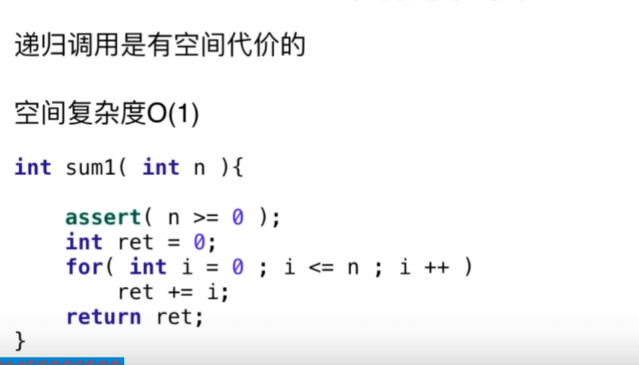 递归调用是有空间代价的
空间复杂度O(1)
int sum1( int n ){
assert( n >= 0 );
int ret = 0;
for( int i = 0 ; i <= n ; i ++ )
ret += i;
return ret;
}